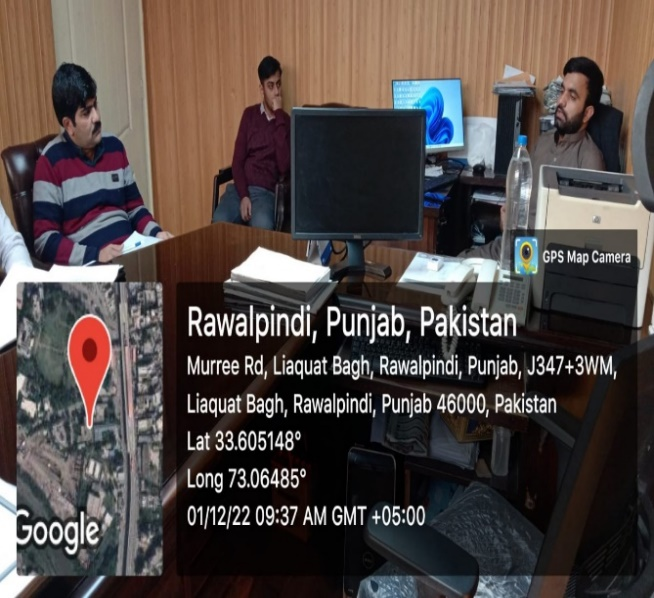 GPS Map Camera
Rawalpindi, Punjab, Pakistan
Murree Rd, Liaquat Bagh, Rawalpindi, Punjab, J347+3WM,
Liaquat Bagh, Rawalpindi, Punjab 46000, Pakistan
Lat 33.605148°
Long 73.06485°
01/12/22 09:37 AM GMT +05:00
Google